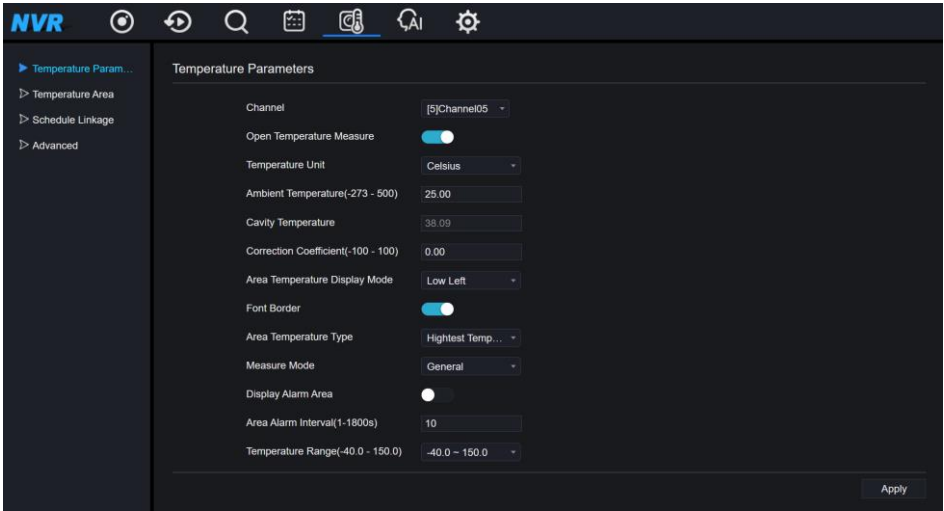 NVR
AI
Temperature Param...
Temperature Area
Schedule Linkage
Advanced
Temperature Parameters
Channel [5]Channel05
Open Temperature Measure
Temperature Unit Celsius
Ambient Temperature(-273 - 500) 25.00
Cavity Temperature 38.09
Correction Coefficient(-100 - 100) 0.00
Area Temperature Display Mode Low Left
Font Border
Area Temperature Type Hightest Temp...
Measure Mode General
Display Alarm Area
Area Alarm Interval(1-1800s) 10
Temperature Range(-40.0 - 150.0) -40.0 ~ 150.0
Apply